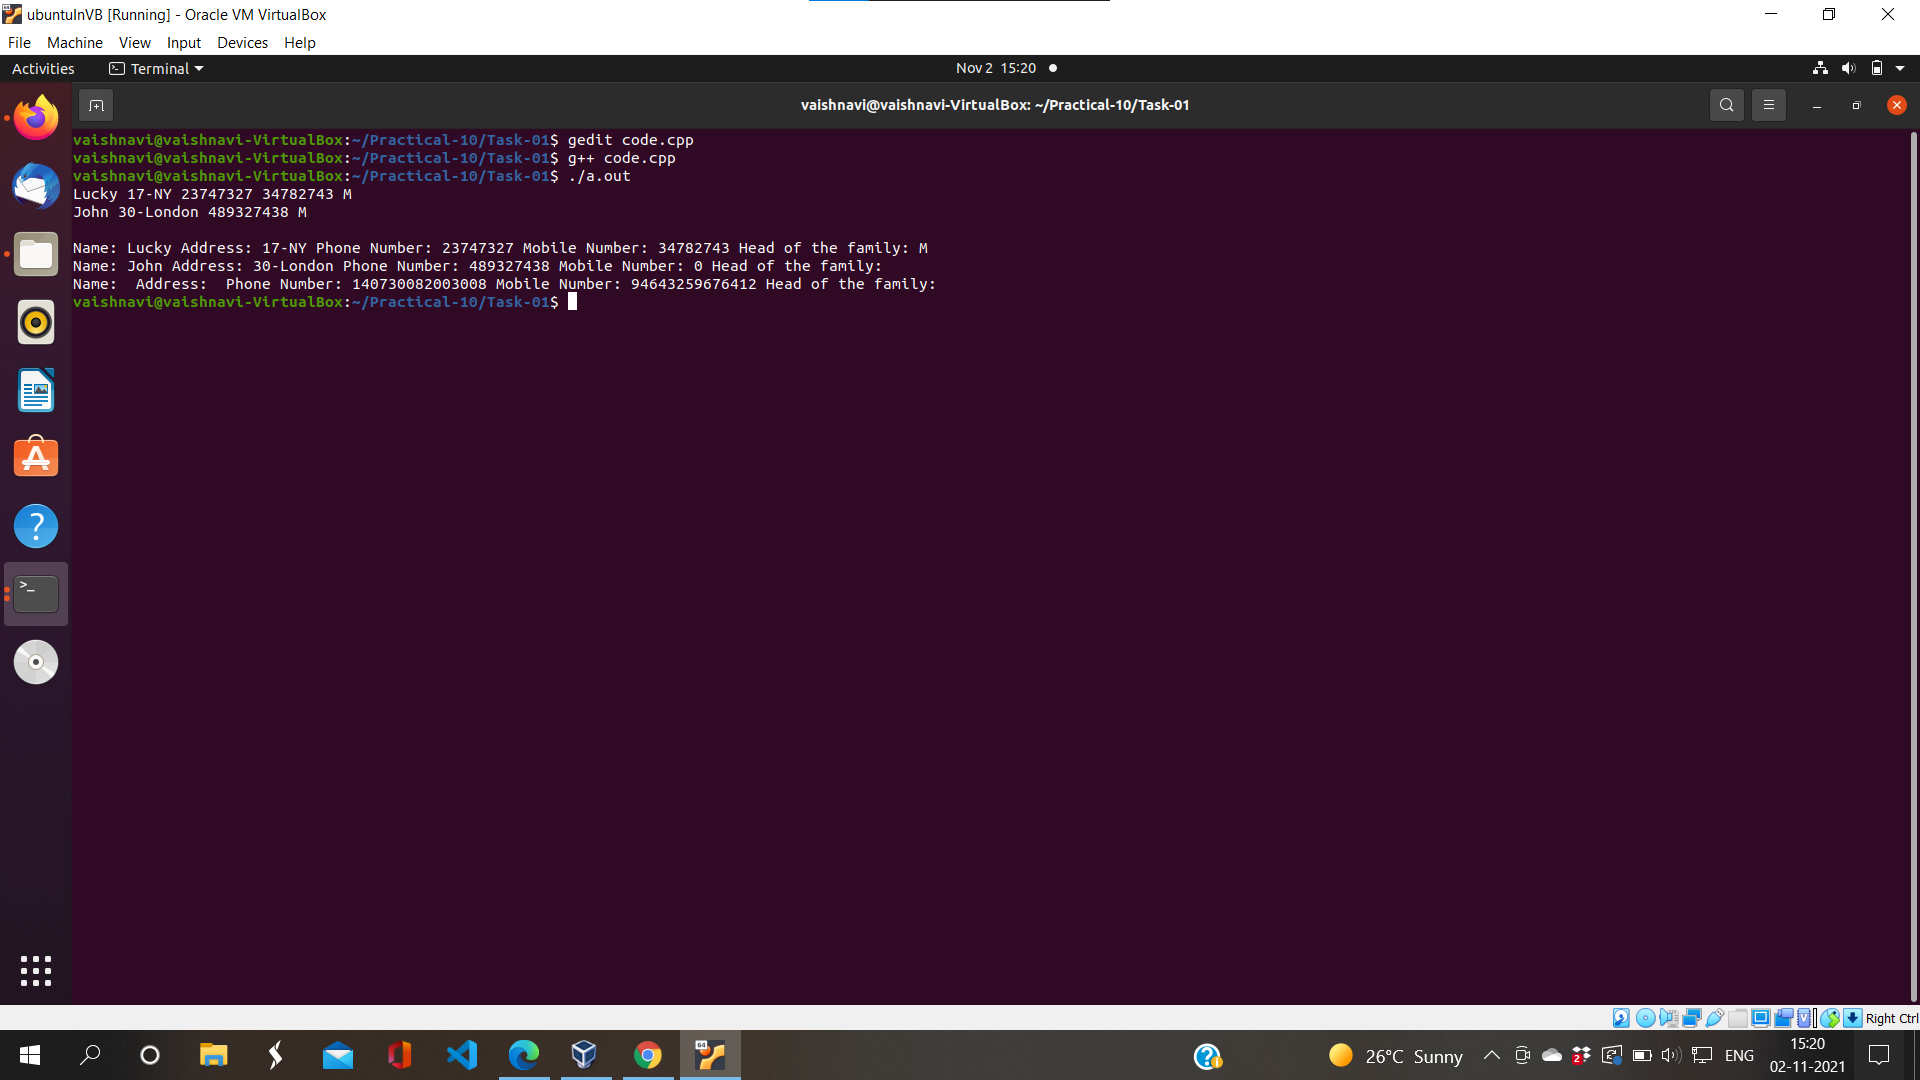 ubuntuInVB [Running] - Oracle VM VirtualBox
File Machine View Input Devices Help
Activities Terminal Nov 2 15:20
vaishnavi@vaishnavi-VirtualBox: ~/Practical-10/Task-01
vaishnavi@vaishnavi-VirtualBox:~/Practical-10/Task-01$ gedit code.cpp
vaishnavi@vaishnavi-VirtualBox:~/Practical-10/Task-01$ g++ code.cpp
vaishnavi@vaishnavi-VirtualBox:~/Practical-10/Task-01$ ./a.out
Lucky 17-NY 23747327 34782743 M
John 30-London 489327438 M
Name: Lucky Address: 17-NY Phone Number: 23747327 Mobile Number: 34782743 Head of the family: M
Name: John Address: 30-London Phone Number: 489327438 Mobile Number: 0 Head of the family:
Name:  Address:  Phone Number: 140730082003008 Mobile Number: 94643259676412 Head of the family:
vaishnavi@vaishnavi-VirtualBox:~/Practical-10/Task-01$
Right Ctrl
26°C Sunny ENG 15:20
02-11-2021